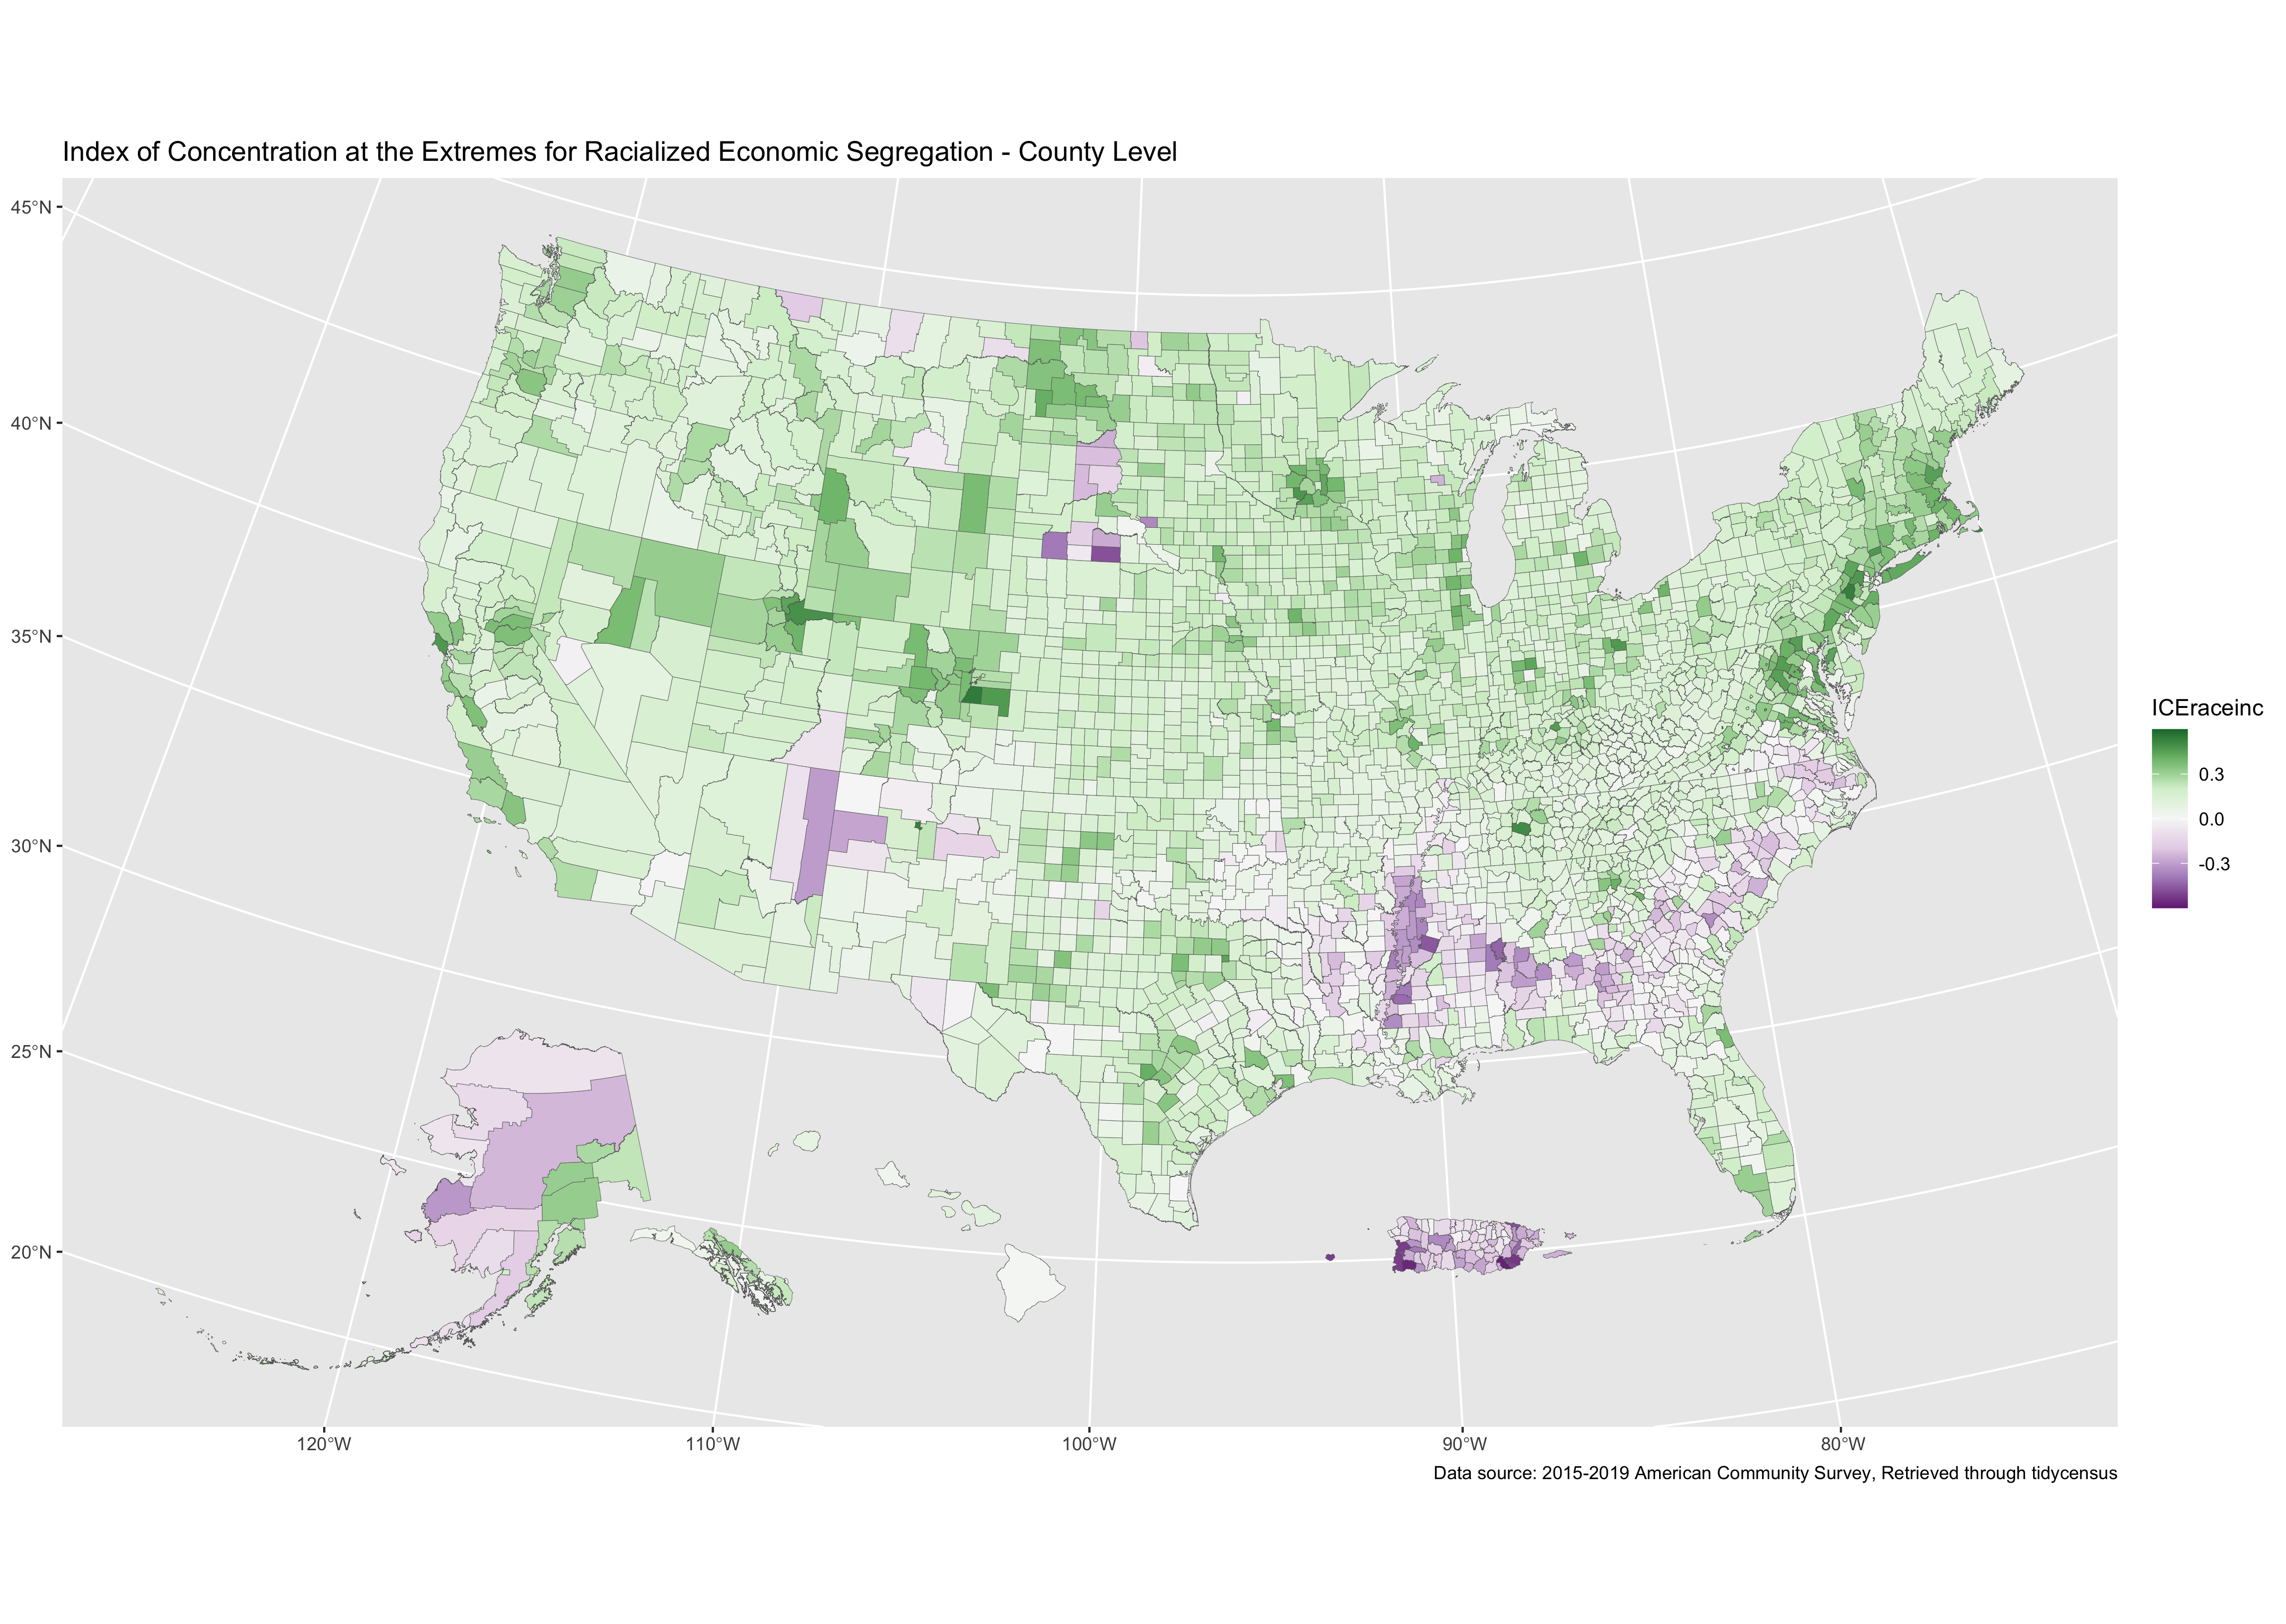 Index of Concentration at the Extremes for Racialized Economic Segregation - County Level
45°N
40°N
35°N
30°N
25°N
20°N
120°W
110°W
100°W
90°W
80°W
ICEraceinc
0.3
0.0
-0.3
Data source: 2015-2019 American Community Survey, Retrieved through tidycensus